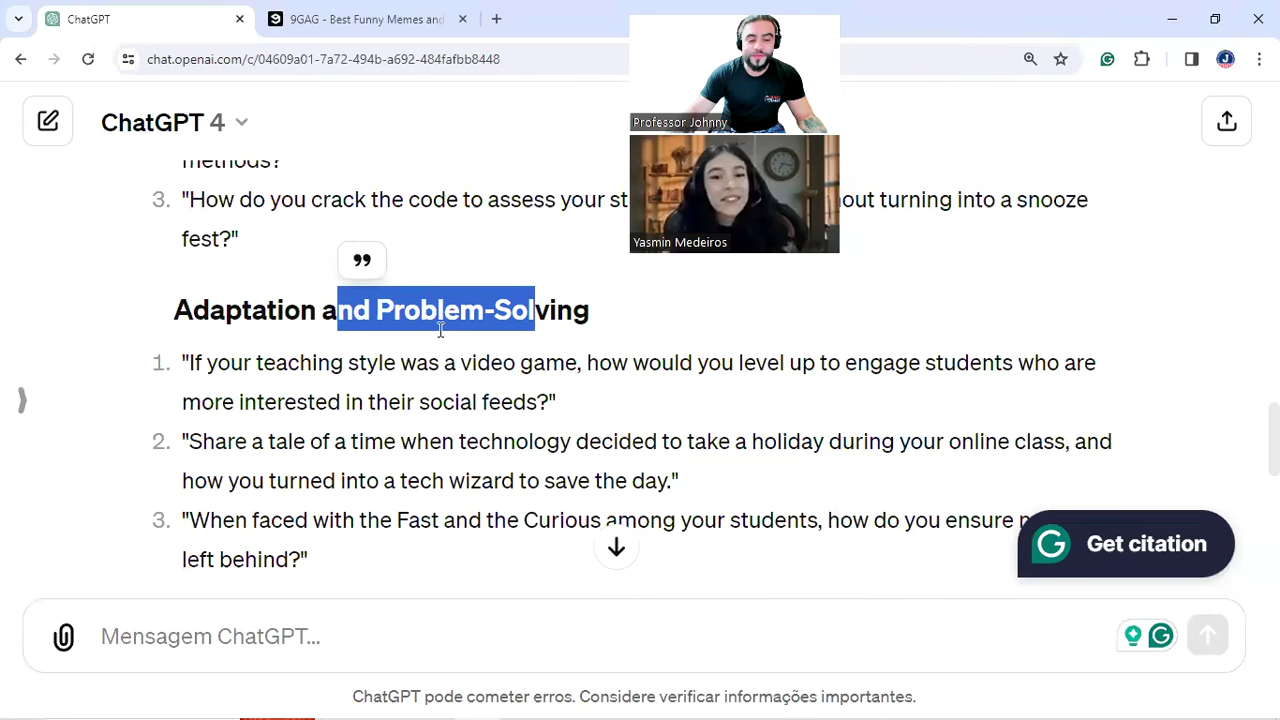 ChatGPT
9GAG - Best Funny Memes and
chat.openai.com/c/04609a01-7a72-494b-a692-484fafbb8448
ChatGPT 4
Professor Johnny
Yasmin Medeiros
methods?"
3. "How do you crack the code to assess your st out turning into a snooze
fest?"
Adaptation and Problem-Solving
1. "If your teaching style was a video game, how would you level up to engage students who are
more interested in their social feeds?"
2. "Share a tale of a time when technology decided to take a holiday during your online class, and
how you turned into a tech wizard to save the day."
3. "When faced with the Fast and the Curious among your students, how do you ensure
left behind?"
Get citation
Mensagem ChatGPT...
ChatGPT pode cometer erros. Considere verificar informações importantes.